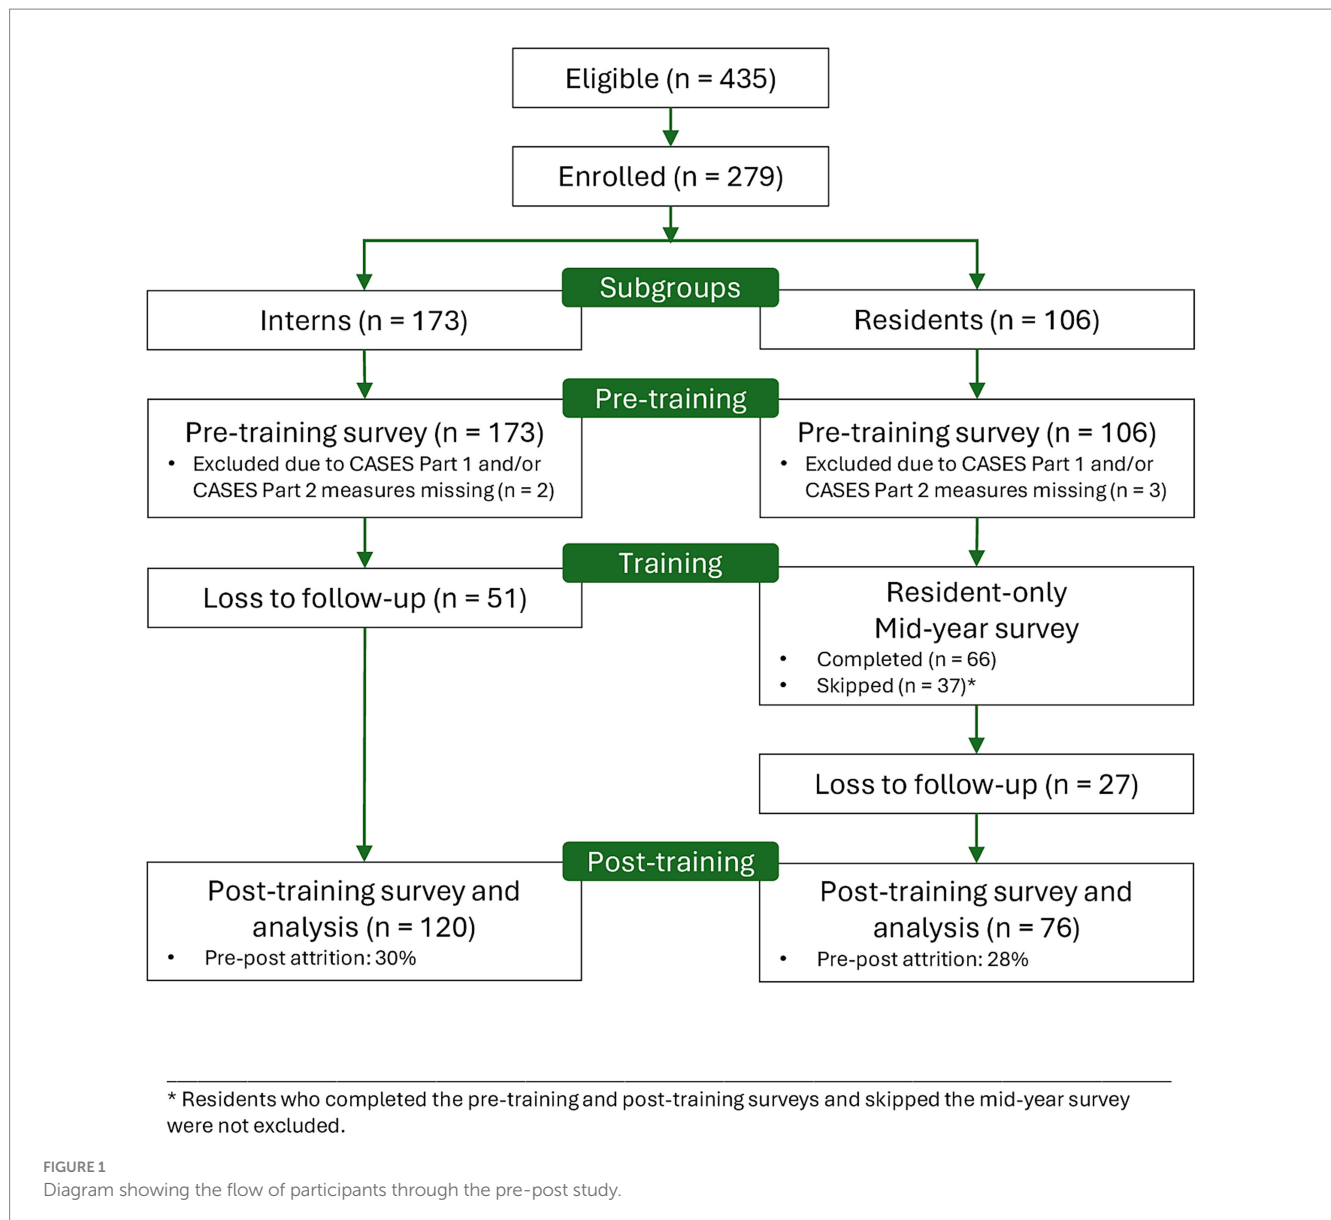 Eligible (n = 435)
Enrolled (n = 279)
Subgroups
Interns (n = 173)
Residents (n = 106)
Pre-training
Pre-training survey (n = 173)
• Excluded due to CASES Part 1 and/or
CASES Part 2 measures missing (n = 2)
Pre-training survey (n = 106)
• Excluded due to CASES Part 1 and/or
CASES Part 2 measures missing (n = 3)
Training
Loss to follow-up (n = 51)
Resident-only
Mid-year survey
• Completed (n = 66)
• Skipped (n = 37)*
Loss to follow-up (n = 27)
Post-training
Post-training survey and
analysis (n = 120)
• Pre-post attrition: 30%
Post-training survey and
analysis (n = 76)
• Pre-post attrition: 28%
* Residents who completed the pre-training and post-training surveys and skipped the mid-year survey
were not excluded.
FIGURE 1
Diagram showing the flow of participants through the pre-post study.